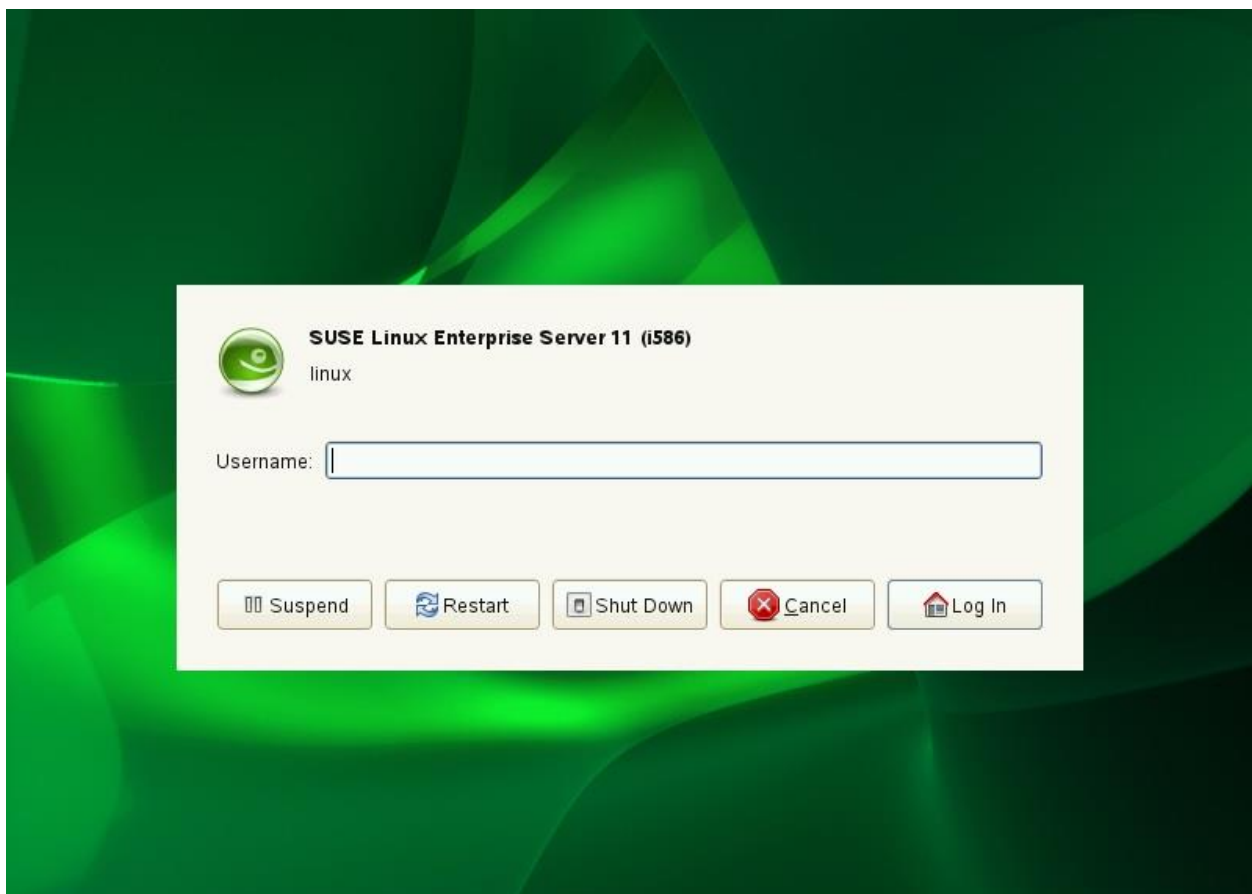 SUSE Linux Enterprise Server 11 (i586)
linux
Username:
Suspend Restart Shut Down Cancel Log In